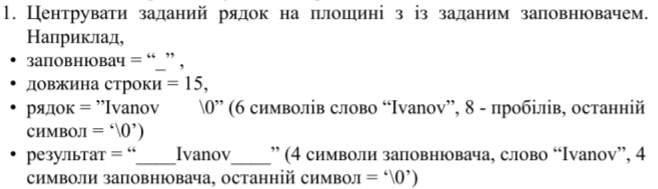 1. Центрувати заданий рядок на площині з із заданим заповнювачем.
Наприклад,
• заповнювач = “_” ,
• довжина строки = 15,
• рядок = ”Ivanov        \0” (6 символів слово “Ivanov”, 8 - пробілів, останній
символ = ‘\0’)
• результат = “____Ivanov____” (4 символи заповнювача, слово “Ivanov”, 4
символи заповнювача, останній символ = ‘\0’)